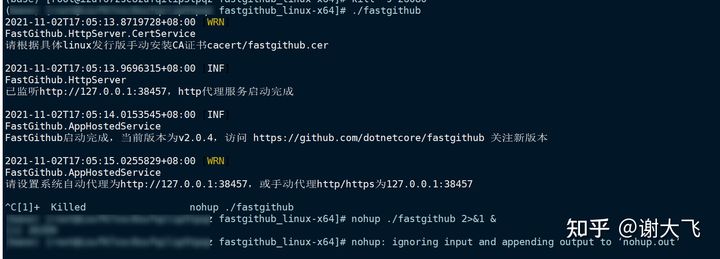 fastgithub_linux-x64]# ./fastgithub
2021-11-02T17:05:13.8719728+08:00 [WRN]
FastGithub.HttpServer.CertService
请根据具体linux发行版手动安装CA证书cacert/fastgithub.cer
2021-11-02T17:05:13.9696315+08:00 [INF]
FastGithub.HttpServer
已监听http://127.0.0.1:38457，http代理服务启动完成
2021-11-02T17:05:14.0153545+08:00 [INF]
FastGithub.AppHostedService
FastGithub启动完成，当前版本为v2.0.4，访问 https://github.com/dotnetcore/fastgithub 关注新版本
2021-11-02T17:05:15.0255829+08:00 [WRN]
FastGithub.AppHostedService
请设置系统自动代理为http://127.0.0.1:38457，或手动代理http/https为127.0.0.1:38457
^C[1]+ Killed nohup ./fastgithub
fastgithub_linux-x64]# nohup ./fastgithub 2>&1 &
fastgithub_linux-x64]# nohup: ignoring input and appending output to 'nohup.out'
知乎 @谢大飞